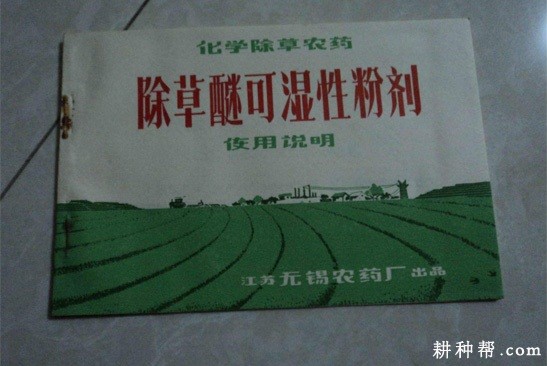 化学除草农药
除草醚可湿性粉剂
使用说明
江苏无锡农药厂出品
耕种帮.com